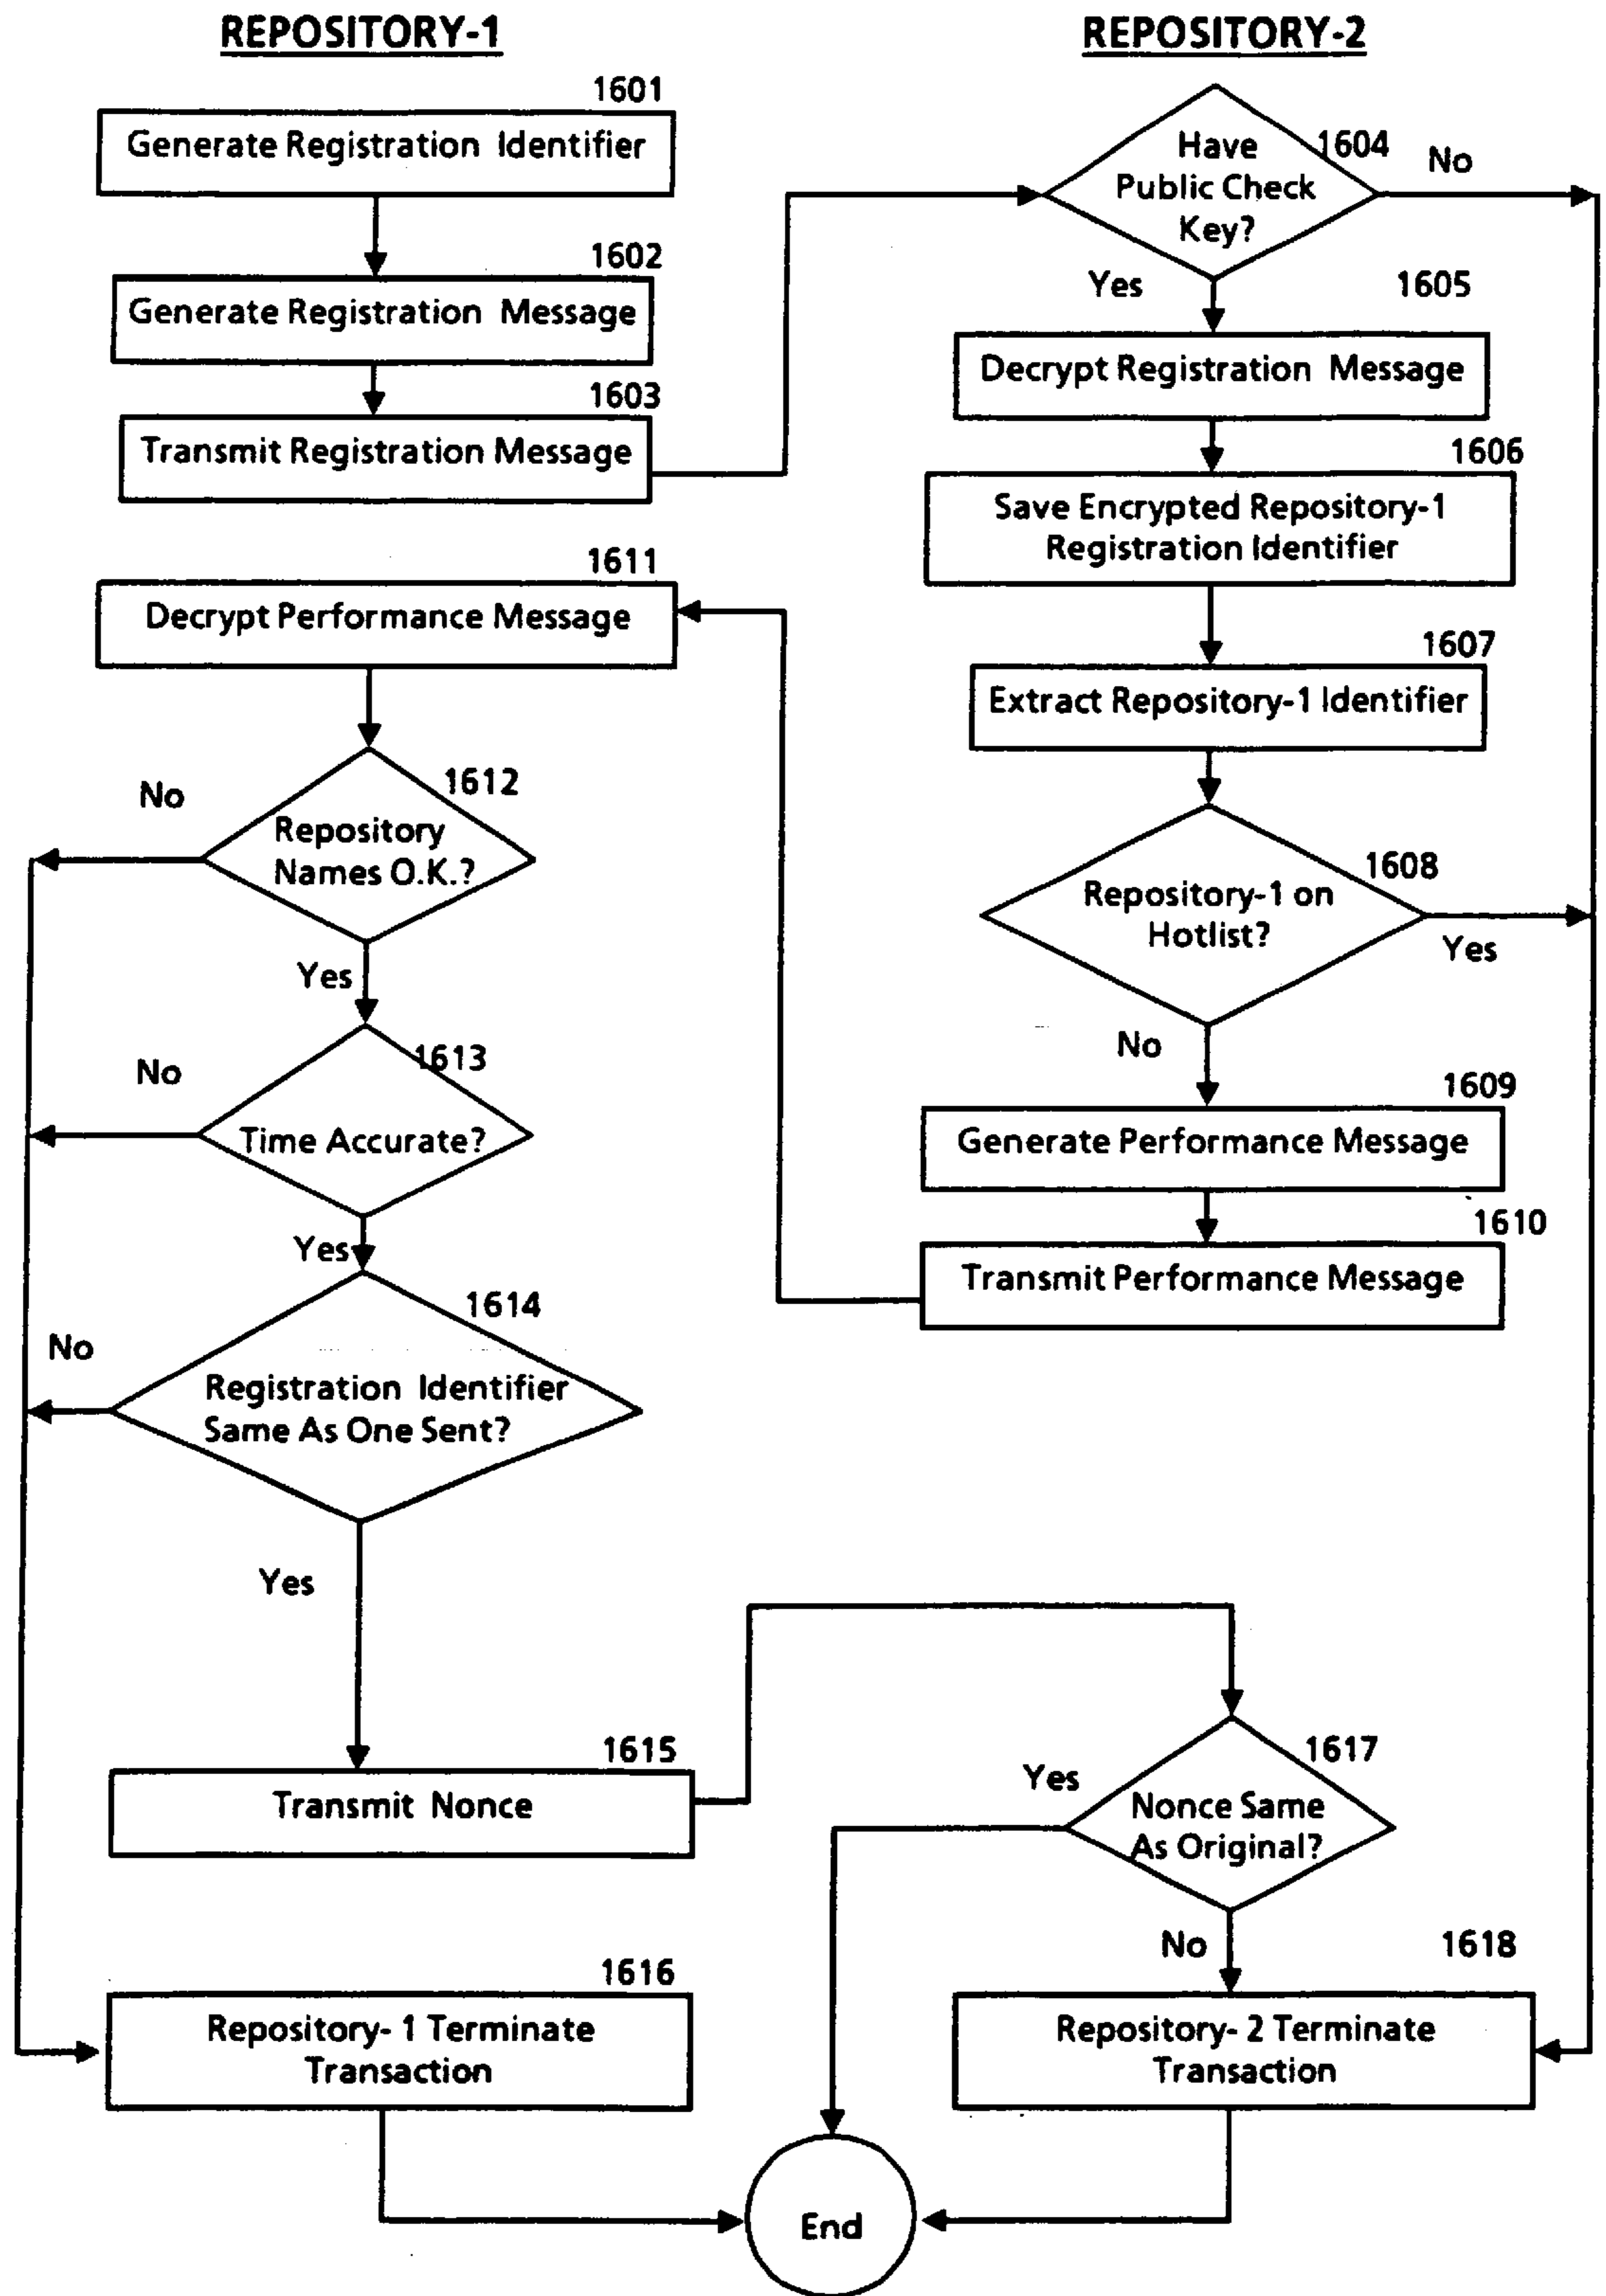 REPOSITORY-1
1601
Generate Registration Identifier
1602
Generate Registration Message
1603
Transmit Registration Message
1611
Decrypt Performance Message
1612
No
Repository
Names O.K.?
Yes
1613
No
Time Accurate?
Yes
1614
No
Registration Identifier
Same As One Sent?
Yes
1615
Transmit Nonce
1616
Repository- 1 Terminate
Transaction
REPOSITORY-2
1604
Have
Public Check
Key?
No
Yes
1605
Decrypt Registration Message
1606
Save Encrypted Repository-1
Registration Identifier
1607
Extract Repository-1 Identifier
1608
Repository-1 on
Hotlist?
Yes
No
1609
Generate Performance Message
1610
Transmit Performance Message
1617
Yes
Nonce Same
As Original?
No
1618
Repository- 2 Terminate
Transaction
End